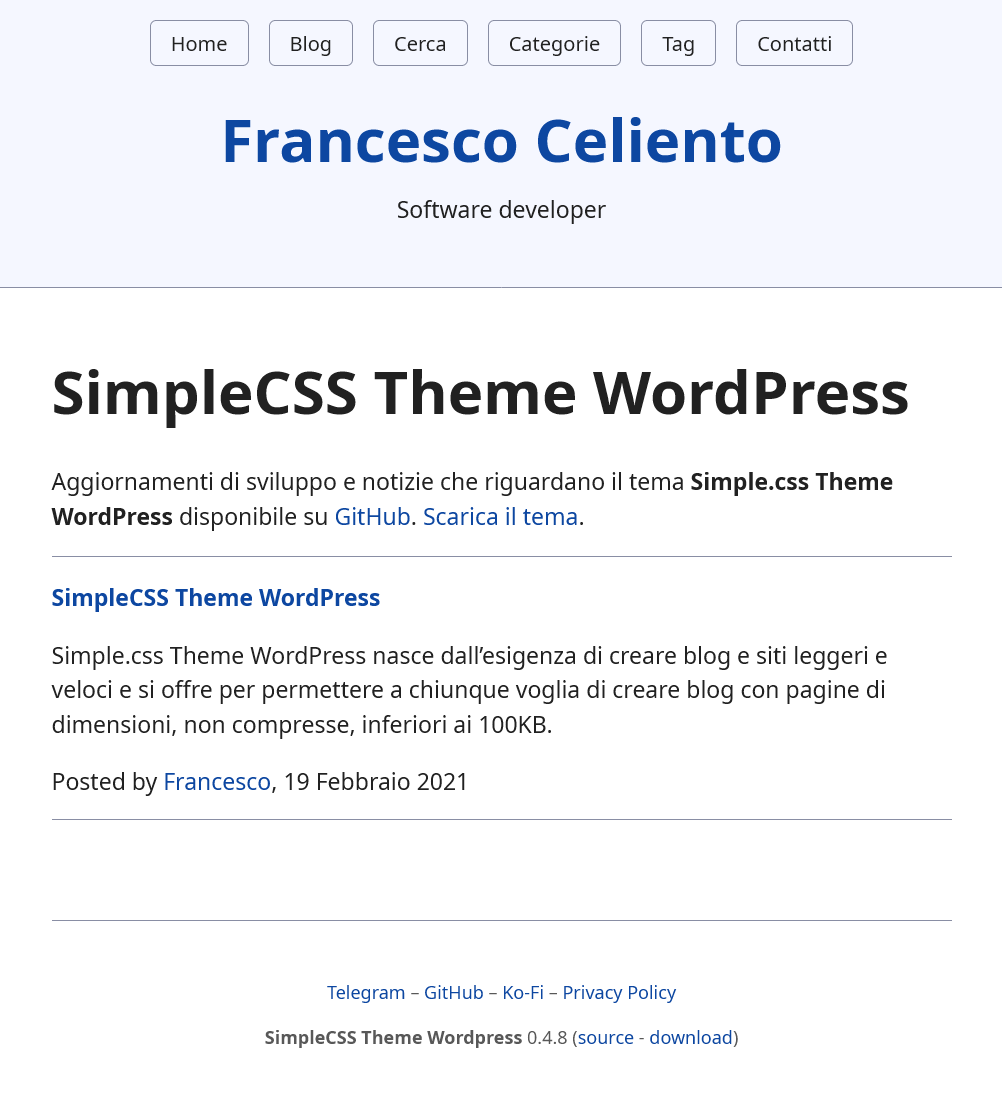 Home Blog Cerca Categorie Tag Contatti
Francesco Celiento
Software developer
SimpleCSS Theme WordPress
Aggiornamenti di sviluppo e notizie che riguardano il tema Simple.css Theme
WordPress disponibile su GitHub. Scarica il tema.
SimpleCSS Theme WordPress
Simple.css Theme WordPress nasce dall’esigenza di creare blog e siti leggeri e
veloci e si offre per permettere a chiunque voglia di creare blog con pagine di
dimensioni, non compresse, inferiori ai 100KB.
Posted by Francesco, 19 Febbraio 2021
Telegram – GitHub – Ko-Fi – Privacy Policy
SimpleCSS Theme Wordpress 0.4.8 (source - download)